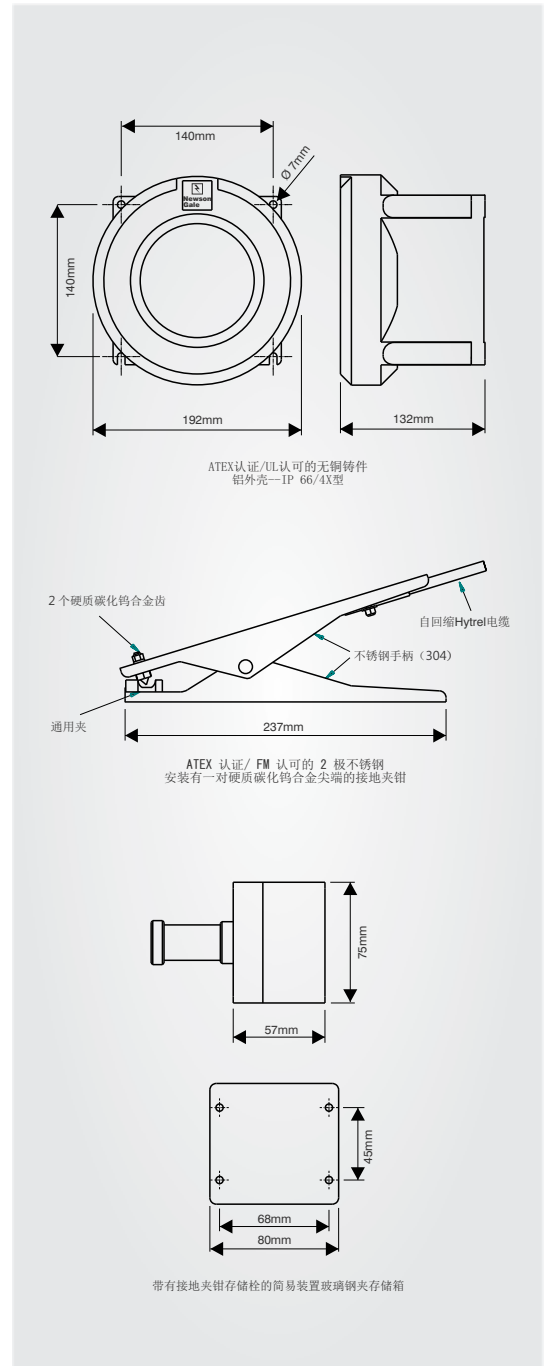 140mm
Ø 7mm
Newson
Gale
140mm
192mm
132mm
ATEX认证/UL认可的无铜铸件
铝外壳--IP 66/4X型
2 个硬质碳化钨合金齿
自回缩Hytrel电缆
不锈钢手柄（304）
通用夹
237mm
ATEX 认证/ FM 认可的 2 极不锈钢
安装有一对硬质碳化钨合金尖端的接地夹钳
75mm
57mm
45mm
68mm
80mm
带有接地夹钳存储栓的简易装置玻璃钢夹存储箱